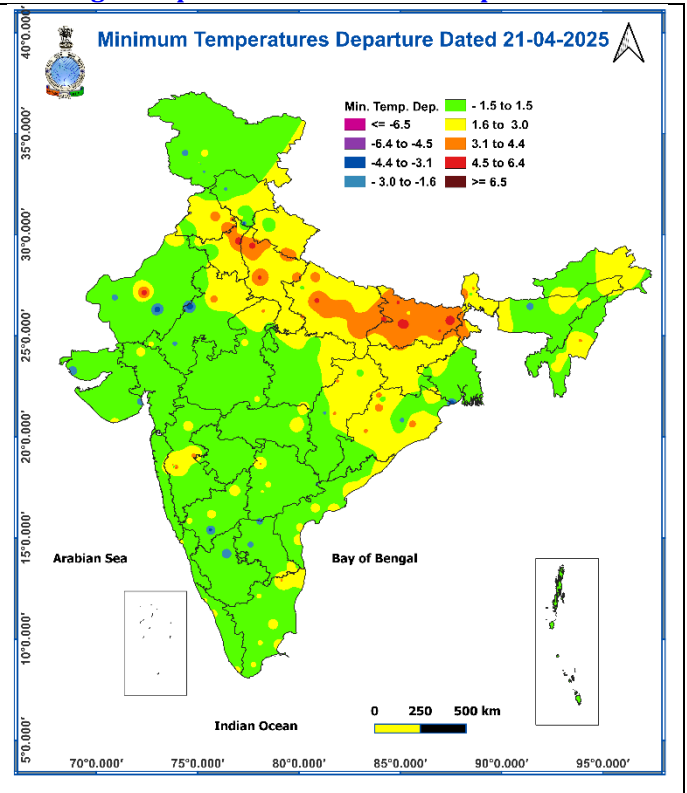 Minimum Temperatures Departure Dated 21-04-2025
Min. Temp. Dep.
<= -6.5
-6.4 to -4.5
-4.4 to -3.1
- 3.0 to -1.6
- 1.5 to 1.5
1.6 to 3.0
3.1 to 4.4
4.5 to 6.4
>= 6.5
40°0.000'
35°0.000'
30°0.000'
25°0.000'
20°0.000'
15°0.000'
10°0.000'
5°0.000'
Arabian Sea
Bay of Bengal
Indian Ocean
0 250 500 km
70°0.000' 75°0.000' 80°0.000' 85°0.000' 90°0.000' 95°0.000'